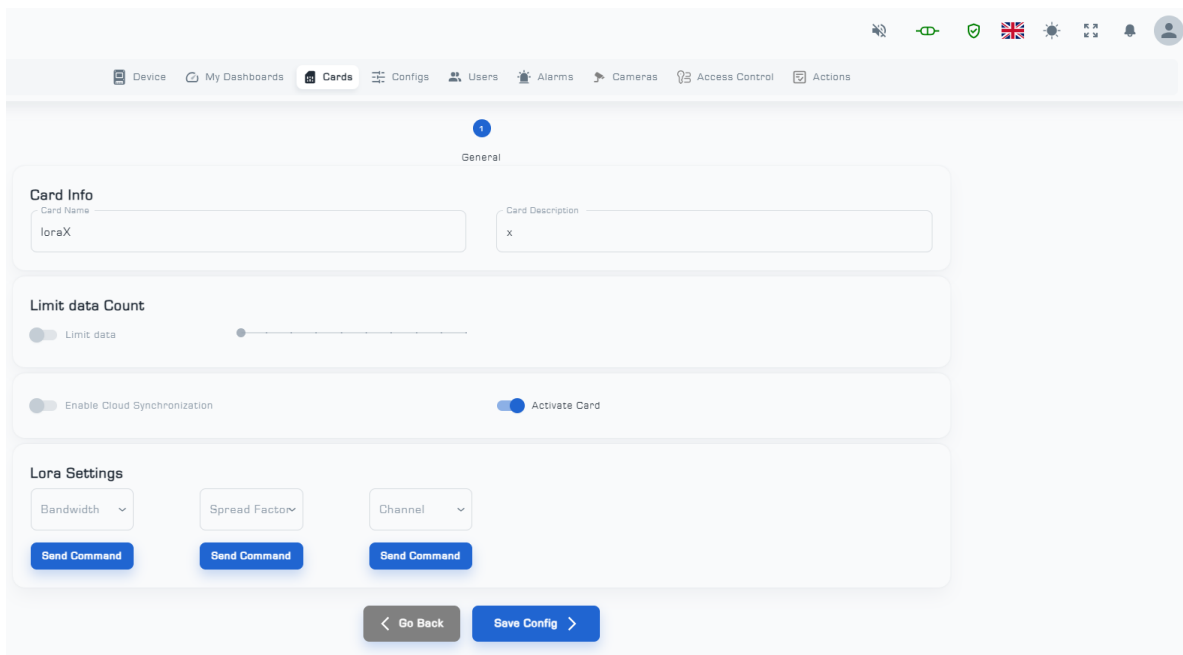 Device My Dashboards Cards Configs Users Alarms Cameras Access Control Actions
1
General
Card Info
Card Name Card Description
loraX x
Limit data Count
Limit data
Enable Cloud Synchronization Activate Card
Lora Settings
Bandwidth Spread Factor Channel
Send Command Send Command Send Command
Go Back Save Config